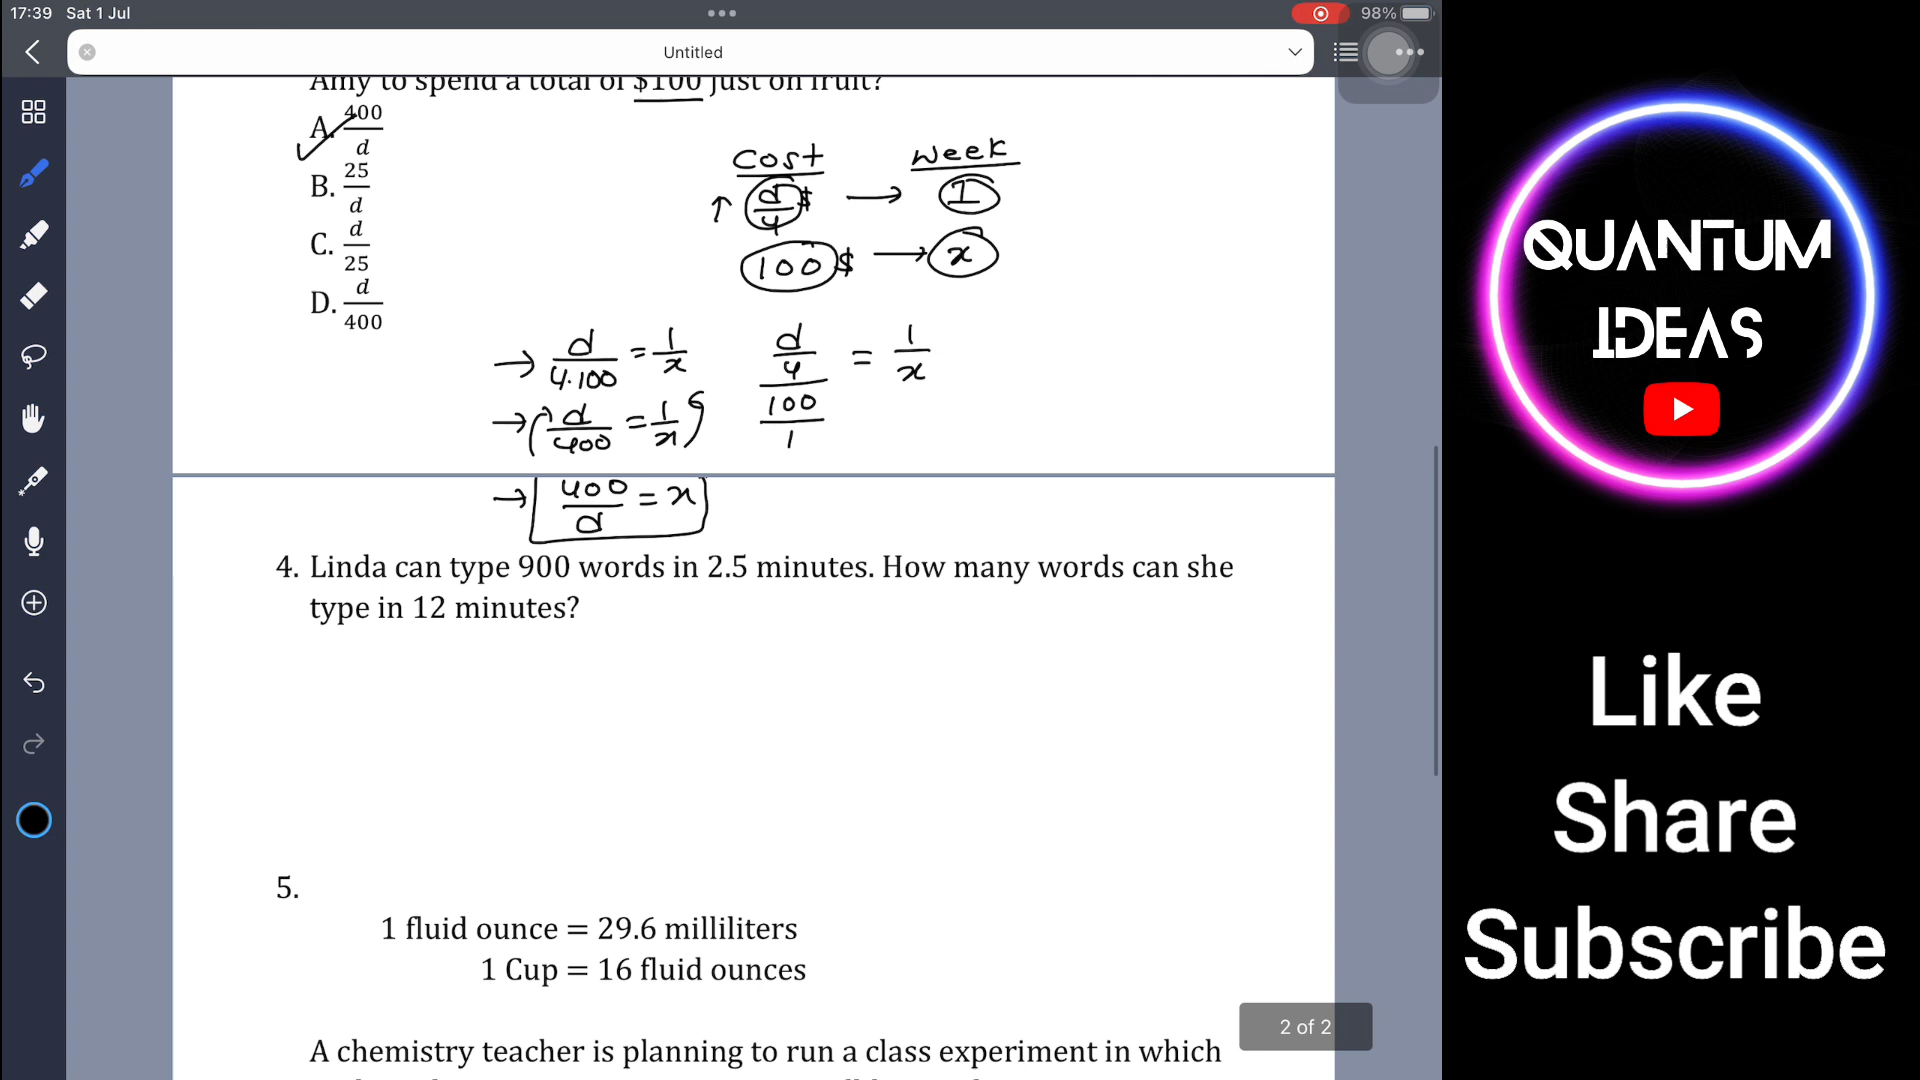 17:39 Sat 1 Jul
98%
Untitled
Amy to spend a total of $100 just on fruit?
A. 400/d
B. 25/d
C. d/25
D. d/400
Cost Week
↑ d/4 $ → 1
100 $ → x
→ d/4·100 = 1/x
d/4 / 100/1 = 1/x
→ (d/400 = 1/x)
→ 400/d = x
4. Linda can type 900 words in 2.5 minutes. How many words can she
type in 12 minutes?
5.
1 fluid ounce = 29.6 milliliters
1 Cup = 16 fluid ounces
A chemistry teacher is planning to run a class experiment in which
2 of 2
QUANTUM
IDEAS
Like
Share
Subscribe